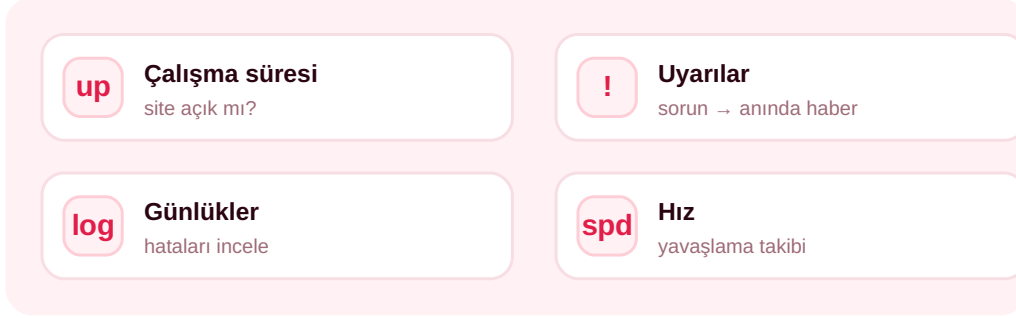 up
Çalışma süresi
site açık mı?
!
Uyarılar
sorun → anında haber
log
Günlükler
hataları incele
spd
Hız
yavaşlama takibi